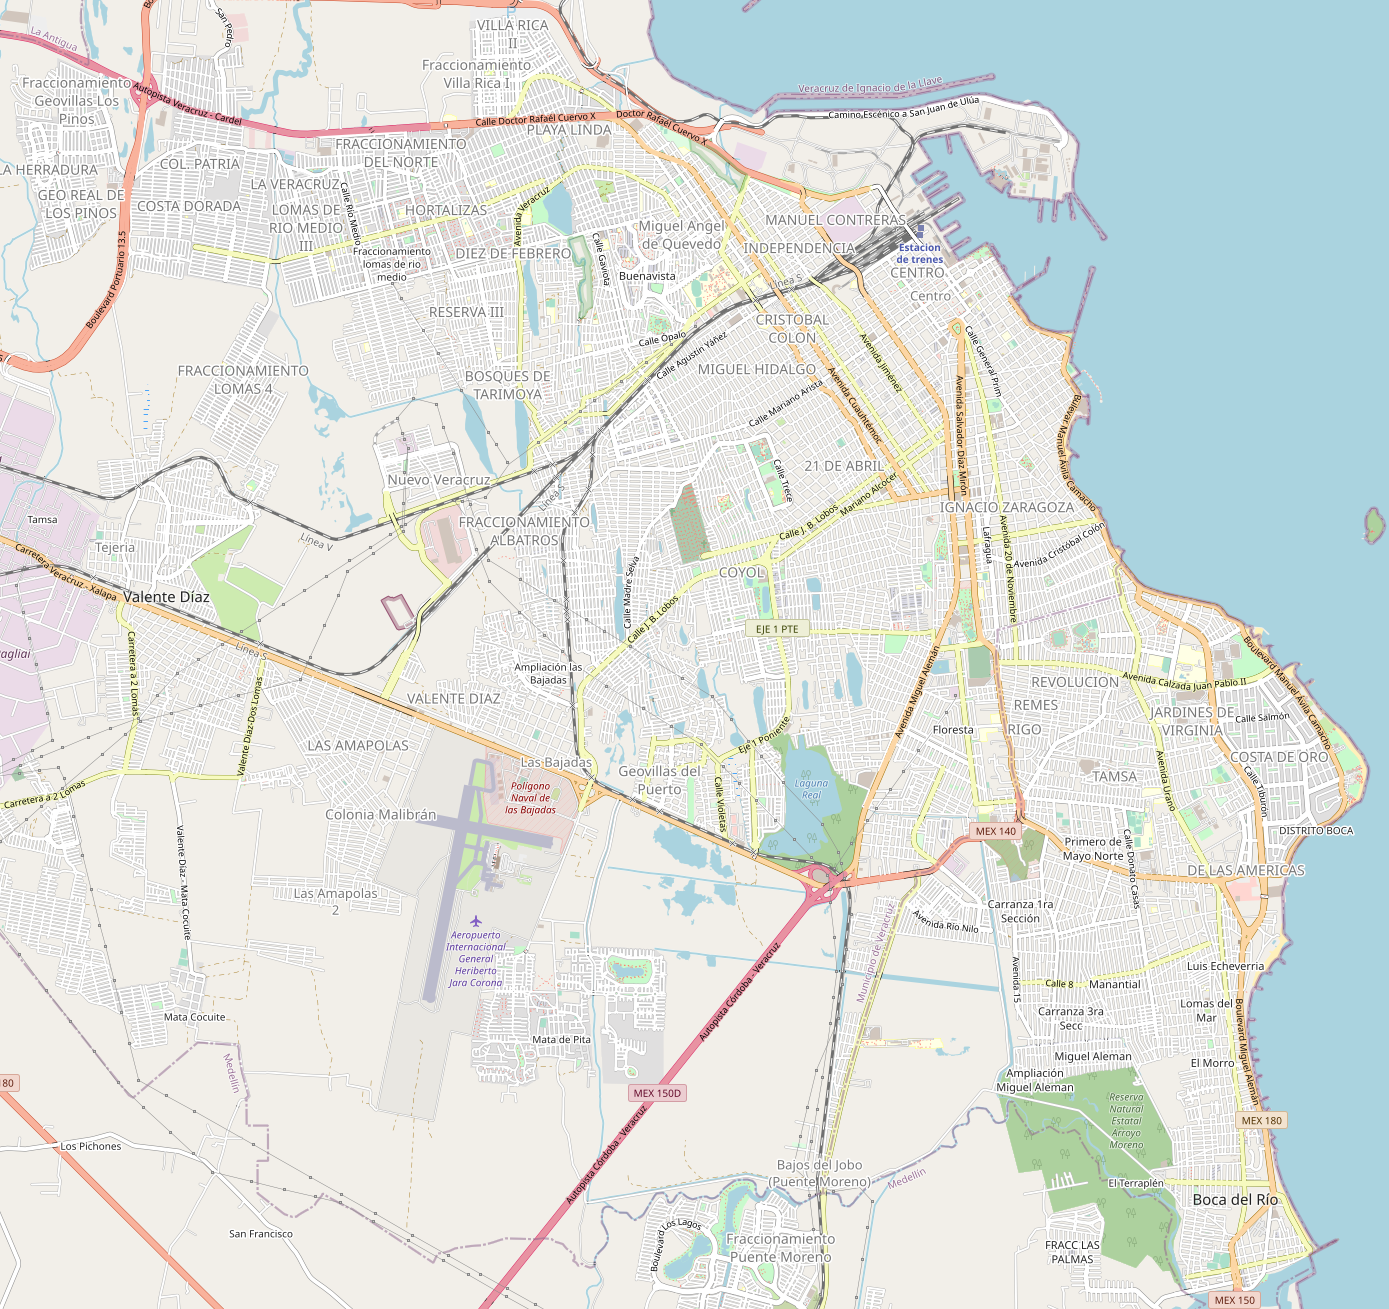 VILLA RICA
II
San Pedro
La Antigua
Fraccionamiento
Villa Rica I
Fraccionamiento
Geovillas Los
Pinos
Autopista Veracruz - Cardel
Veracruz de Ignacio de la Llave
Camino Escénico a San Juan de Ulúa
Calle Doctor Rafaél Cuervo X
Doctor Rafaél Cuervo X
PLAYA LINDA
FRACCIONAMIENTO
DEL NORTE
COL. PATRIA
LA HERRADURA
LA VERACRUZ
GEO REAL DE
LOS PINOS
COSTA DORADA
LOMAS DE
RIO MEDIO
III
Calle Río Medio
HORTALIZAS
Avenida Veracruz
Miguel Angel
de Quevedo
MANUEL CONTRERAS
INDEPENDENCIA
Estacion
de trenes
CENTRO
Centro
Fraccionamiento
lomas de rio
medio
DIEZ DE FEBRERO
Calle Gaviota
Buenavista
Línea S
Boulevard Portuario 13.5
RESERVA III
CRISTOBAL
COLON
Calle Ópalo
Calle Agustín Yáñez
Avenida Jiménez
Calle General Prim
FRACCIONAMIENTO
LOMAS 4
BOSQUES DE
TARIMOYA
MIGUEL HIDALGO
Calle Mariano Arista
Avenida Cuauhtémoc
Avenida Salvador Díaz Mirón
Bulevar Manuel Ávila Camacho
21 DE ABRIL
Calle Trece
Nuevo Veracruz
Línea S
Mariano Alcocer
IGNACIO ZARAGOZA
Tamsa
FRACCIONAMIENTO
ALBATROS
Calle J. B. Lobos
Línea V
Tejeria
Lafragua
Avenida 20 de Noviembre
Avenida Cristóbal Colón
Carretero Veracruz - Xalapa
COYOL
Calle Madre Selva
Valente Díaz
Calle J. B. Lobos
EJE 1 PTE
Línea S
Carretera a 2 Lomas
Valente Díaz-Dos Lomas
Ampliación las
Bajadas
VALENTE DIAZ
Avenida Miguel Alemán
REVOLUCION
Avenida Calzada Juan Pablo II
Boulevard Manuel Ávila Camacho
REMES
JARDINES DE
VIRGINIA
Calle Salmón
Floresta
RIGO
LAS AMAPOLAS
Eje 1 Poniente
COSTA DE ORO
Las Bajadas
Geovillas del
Puerto
Calle Violetas
Laguna
Real
TAMSA
Avenida Urano
Calle Tiburón
Polígono
Naval de
las Bajadas
Carretera a 2 Lomas
Colonia Malibrán
MEX 140
DISTRITO BOCA
Primero de
Mayo Norte
Calle Donato Casas
Valente Díaz - Mata Cocuite
DE LAS AMERICAS
Las Amapolas
2
Carranza 1ra
Sección
Avenida Río Nilo
Aeropuerto
Internacional
General
Heriberto
Jara Corona
Municipio de Veracruz
Autopista Córdoba - Veracruz
Avenida 15
Luis Echeverria
Calle 8
Manantial
Mata Cocuite
Lomas del
Mar
Boulevard Miguel Alemán
Carranza 3ra
Secc
Mata de Pita
Miguel Aleman
El Morro
Medellín
Ampliación
Miguel Aleman
180
MEX 150D
Reserva
Natural
Estatal
Arroyo
Moreno
MEX 180
Autopista Córdoba - Veracruz
Los Pichones
Bajos del Jobo
(Puente Moreno)
Medellín
El Terraplén
Boca del Río
San Francisco
Boulevard Los Lagos
Fraccionamiento
Puente Moreno
FRACC LAS
PALMAS
MEX 150